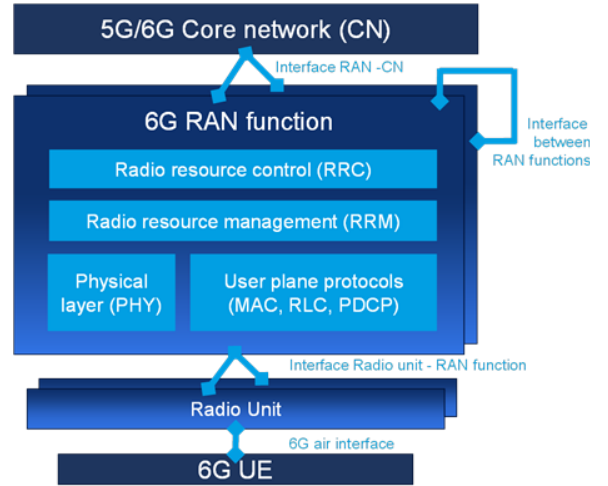 5G/6G Core network (CN)
Interface RAN -CN
6G RAN function
Interface
between
RAN functions
Radio resource control (RRC)
Radio resource management (RRM)
Physical
layer (PHY)
User plane protocols
(MAC, RLC, PDCP)
Interface Radio unit - RAN function
Radio Unit
6G air interface
6G UE